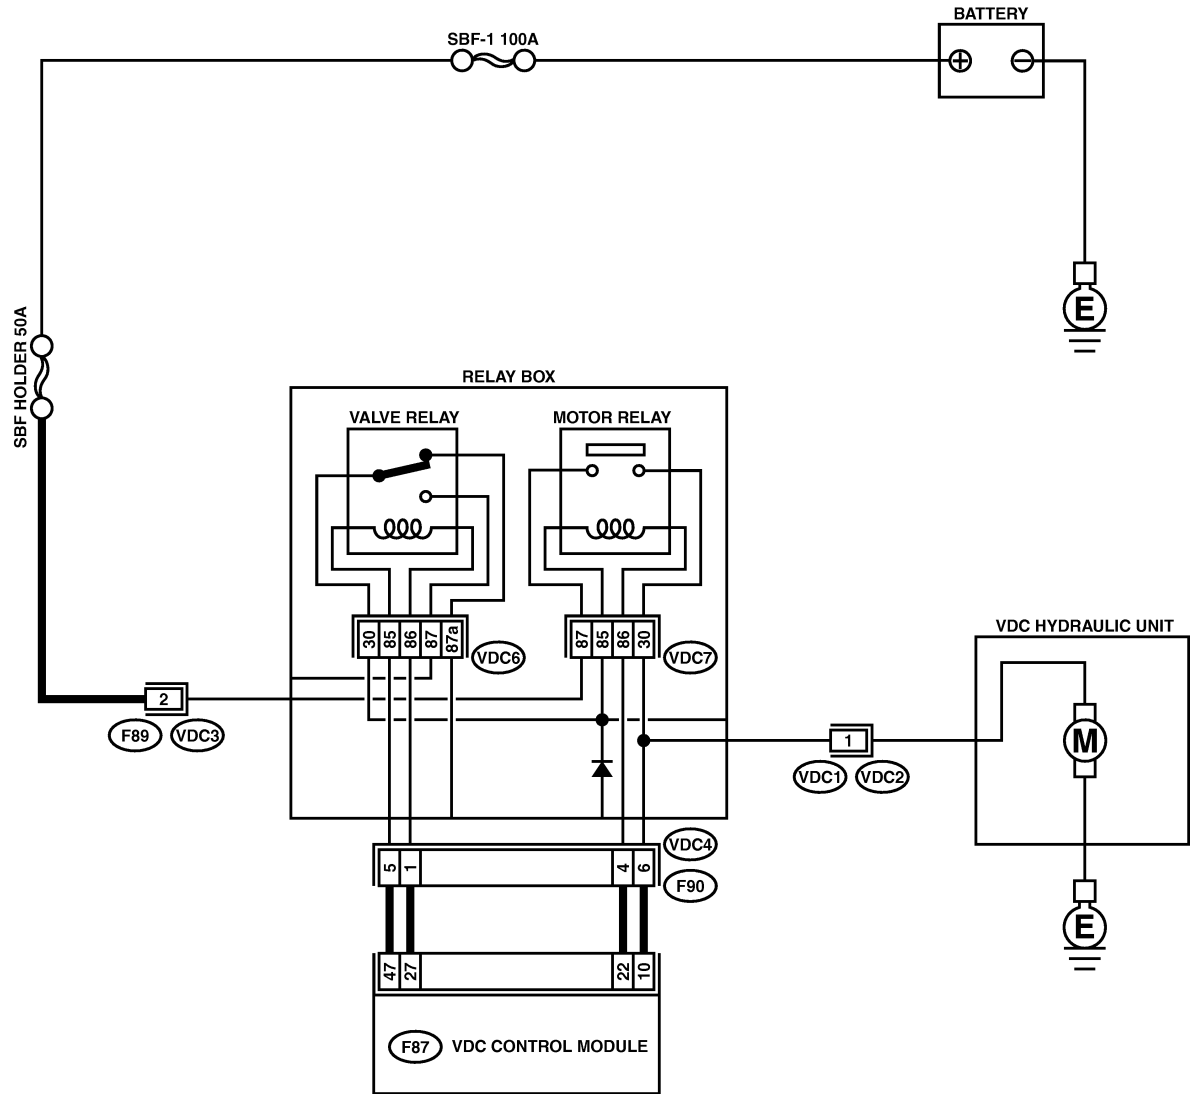 BATTERY
SBF-1 100A
+ −
E
SBF HOLDER 50A
RELAY BOX
VALVE RELAY
MOTOR RELAY
30 85 86 87 87a
VDC6
87 85 86 30
VDC7
VDC HYDRAULIC UNIT
2
F89 VDC3
M
1
VDC1 VDC2
VDC4
5 1 4 6
F90
E
47 27 22 10
F87 VDC CONTROL MODULE